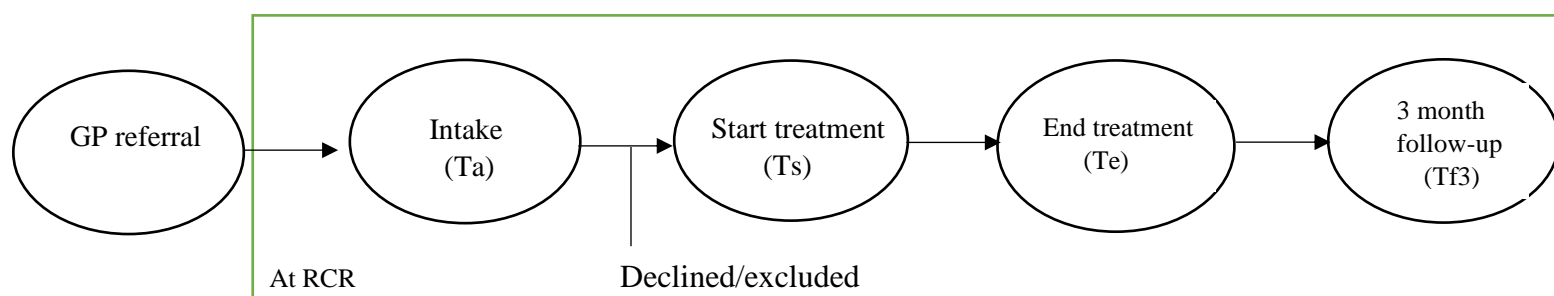 GP referral
Intake
(Ta)
Start treatment
(Ts)
End treatment
(Te)
3 month
follow-up
(Tf3)
At RCR
Declined/excluded